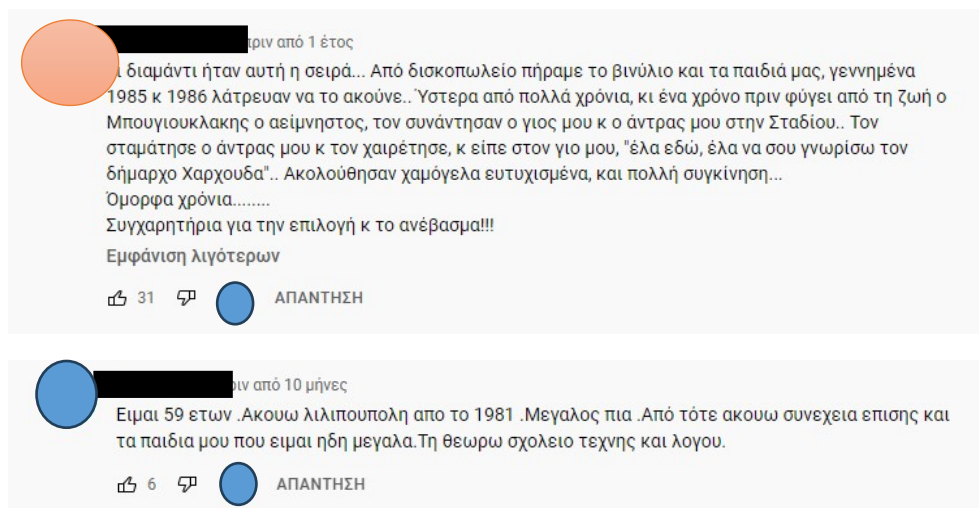 πριν από 1 έτος
διαμάντι ήταν αυτή η σειρά... Από δισκοπωλείο πήραμε το βινύλιο και τα παιδιά μας, γεννημένα
1985 κ 1986 λάτρευαν να το ακούνε.. Ύστερα από πολλά χρόνια, κι ένα χρόνο πριν φύγει από τη ζωή ο
Μπουγιουκλακης ο αείμνηστος, τον συνάντησαν ο γιος μου κ ο άντρας μου στην Σταδίου.. Τον
σταμάτησε ο άντρας μου κ τον χαιρέτησε, κ είπε στον γιο μου, "έλα εδώ, έλα να σου γνωρίσω τον
δήμαρχο Χαρχουδα".. Ακολούθησαν χαμόγελα ευτυχισμένα, και πολλή συγκίνηση...
Όμορφα χρόνια........
Συγχαρητήρια για την επιλογή κ το ανέβασμα!!!
Εμφάνιση λιγότερων
31 ΑΠΑΝΤΗΣΗ
από 10 μήνες
Ειμαι 59 ετων .Ακουω λιλιπουπολη απο το 1981 .Μεγαλος πια .Από τότε ακουω συνεχεια επισης και
τα παιδια μου που ειμαι ηδη μεγαλα.Τη θεωρω σχολειο τεχνης και λογου.
6 ΑΠΑΝΤΗΣΗ